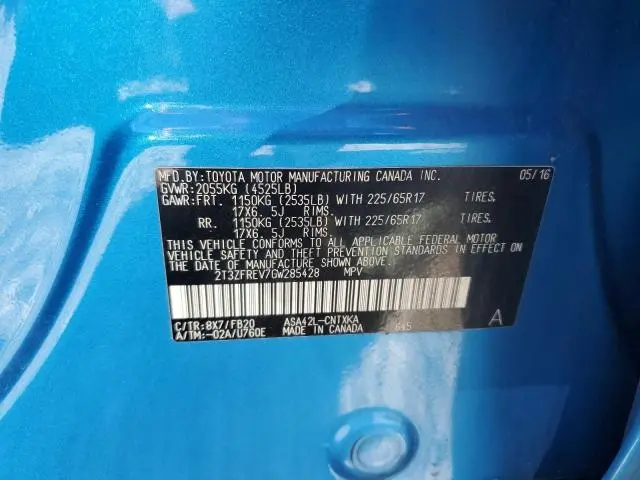 MFD.BY:TOYOTA MOTOR MANUFACTURING CANADA INC. 05/16
GVWR:2055KG (4525LB)
GAWR:FRT. 1150KG (2535LB) WITH 225/65R17 TIRES.
17X6. 5J RIMS.
RR. 1150KG (2535LB) WITH 225/65R17 TIRES.
17X6. 5J RIMS.
THIS VEHICLE CONFORMS TO ALL APPLICABLE FEDERAL MOTOR
VEHICLE SAFETY AND THEFT PREVENTION STANDARDS IN EFFECT ON
THE DATE OF MANUFACTURE SHOWN ABOVE.
2T3ZFREV7GW285428 MPV
C/TR:8X7/FB20 ASA42L-CNTXKA 645
A/TM:-02A/U760E MADE IN CANADA A